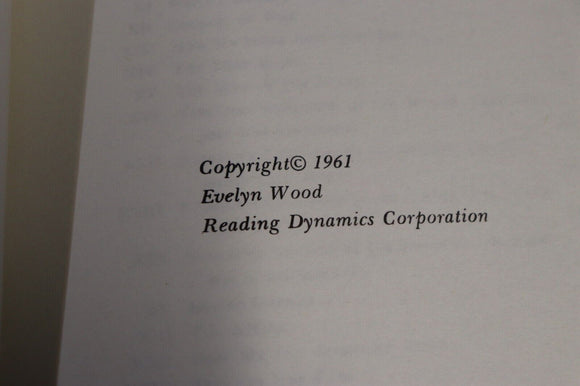 Copyright© 1961
Evelyn Wood
Reading Dynamics Corporation